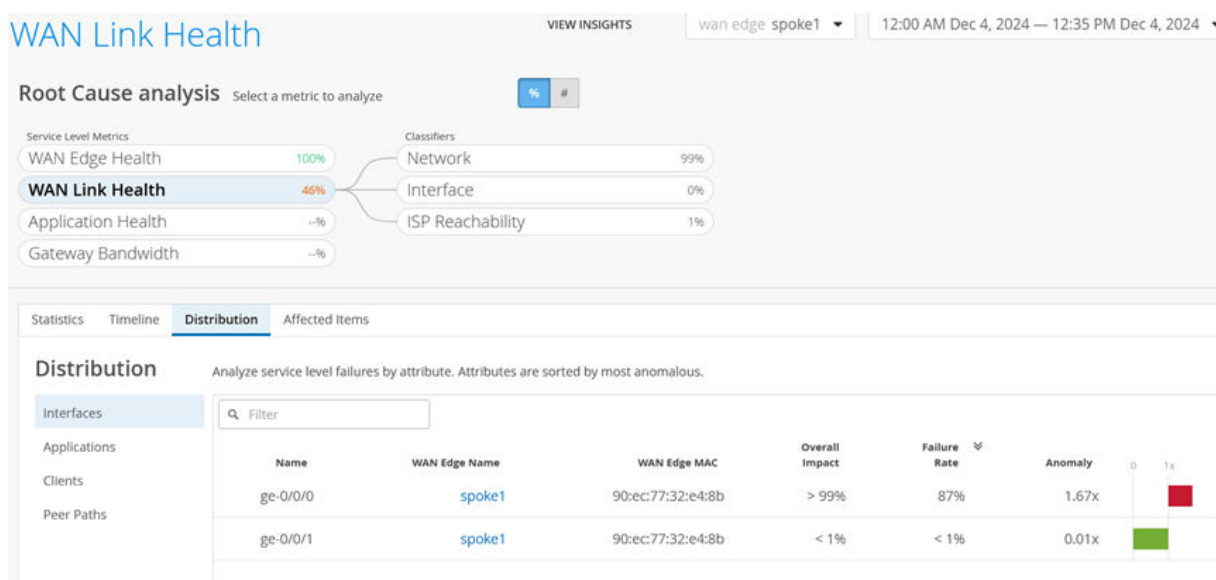 WAN Link Health
VIEW INSIGHTS
wan edge spoke1
12:00 AM Dec 4, 2024 — 12:35 PM Dec 4, 2024
Root Cause analysis Select a metric to analyze
% #
Service Level Metrics
Classifiers
WAN Edge Health 100%
Network 99%
WAN Link Health 46%
Interface 0%
Application Health --%
ISP Reachability 1%
Gateway Bandwidth --%
Statistics Timeline Distribution Affected Items
Distribution
Analyze service level failures by attribute. Attributes are sorted by most anomalous.
Interfaces
Applications
Clients
Peer Paths
Filter
Name WAN Edge Name WAN Edge MAC Overall Impact Failure Rate Anomaly 0 1x
ge-0/0/0 spoke1 90:ec:77:32:e4:8b > 99% 87% 1.67x
ge-0/0/1 spoke1 90:ec:77:32:e4:8b < 1% < 1% 0.01x